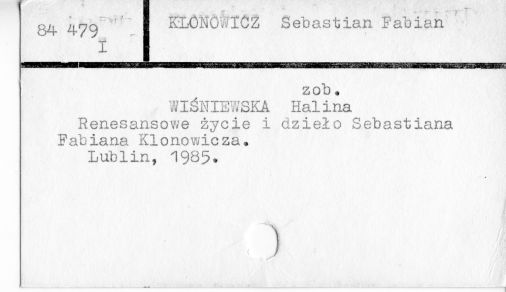 84 479
I
KLONOWICZ Sebastian Fabian
zob.
WIŚNIEWSKA Halina
Renesansowe życie i dzieło Sebastiana
Fabiana Klonowicza.
Lublin, 1985.